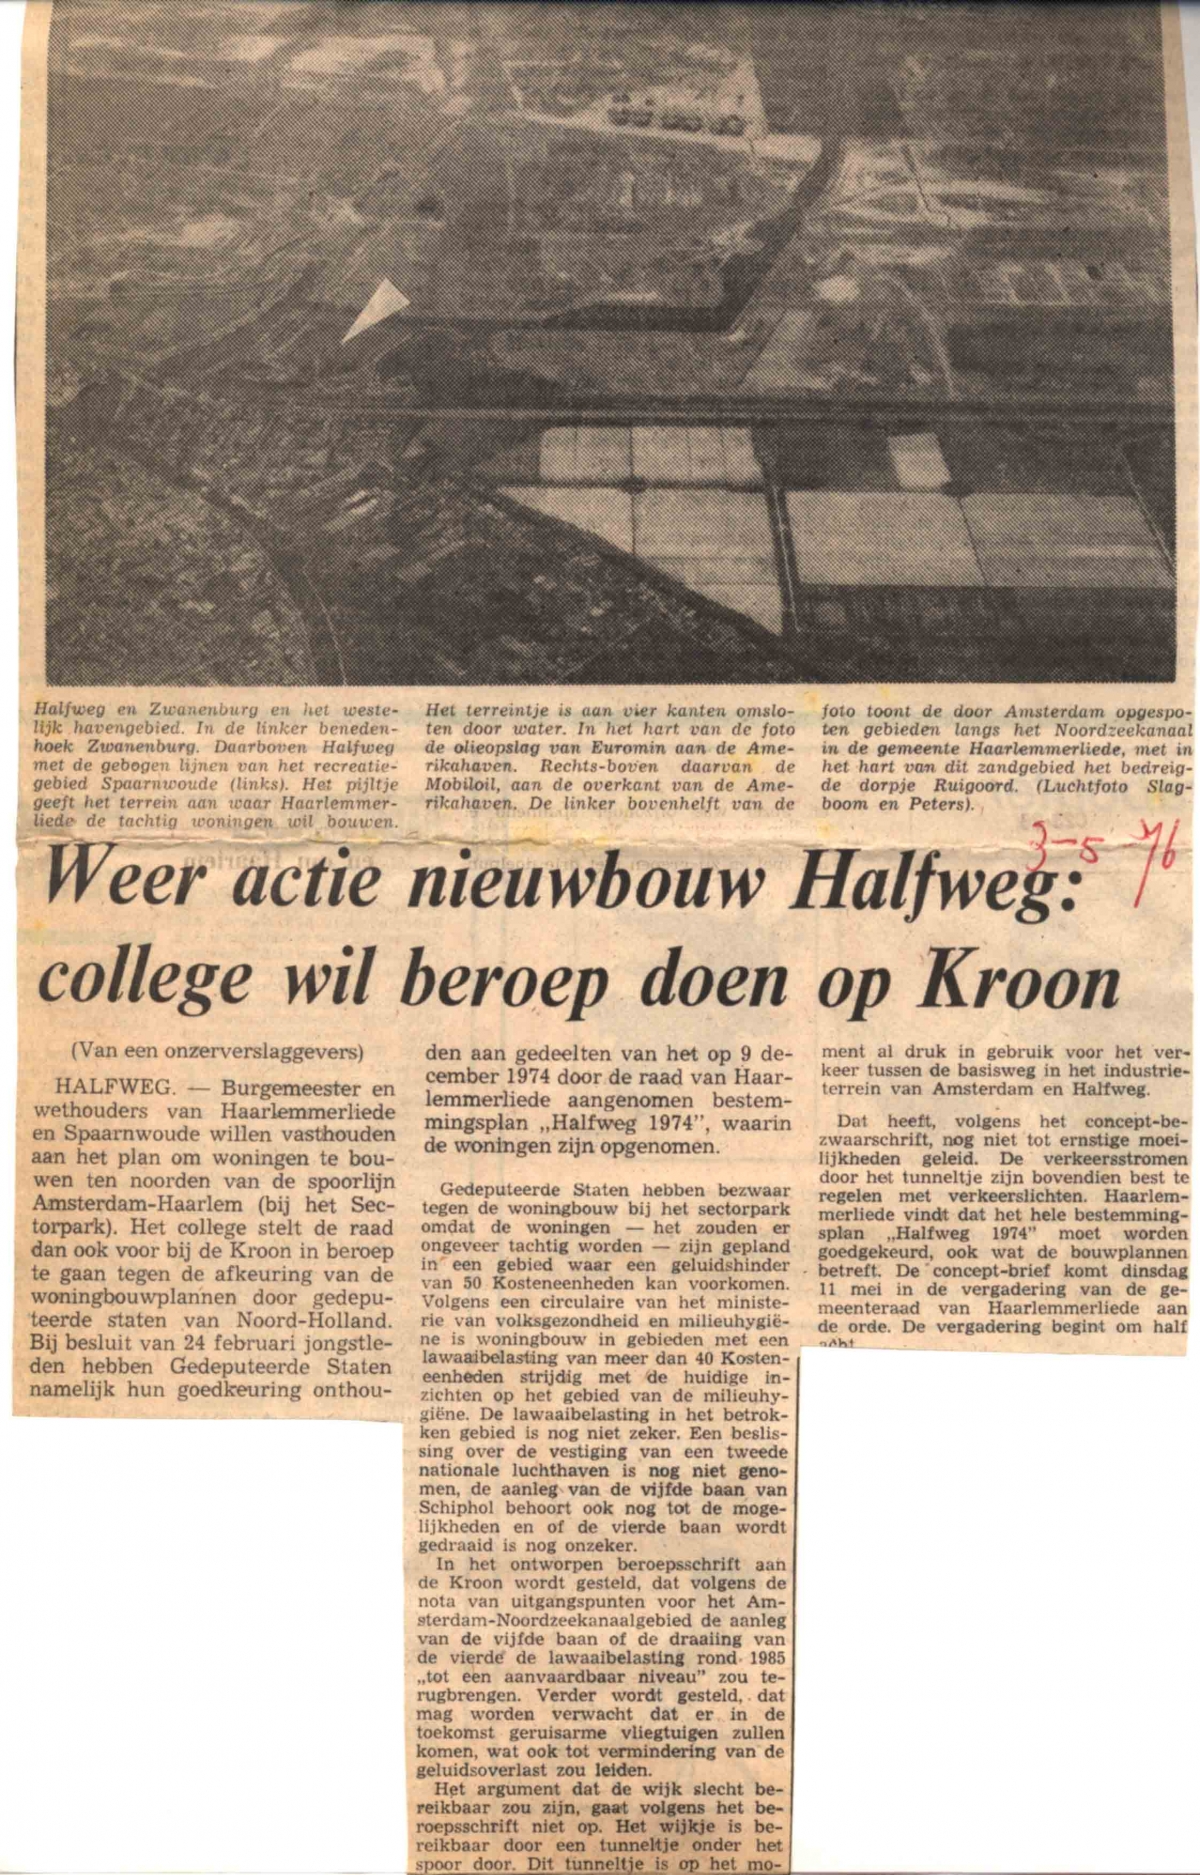 Halfweg en Zwanenburg en het weste-
lijk havengebied. In de linker beneden-
hoek Zwanenburg. Daarboven Halfweg
met de gebogen lijnen van het recreatie-
gebied Spaarnwoude (links). Het pijltje
geeft het terrein aan waar Haarlemmer-
liede de tachtig woningen wil bouwen.
Het terreintje is aan vier kanten omslo-
ten door water. In het hart van de foto
de olieopslag van Euromin aan de Ame-
rikahaven. Rechts-boven daarvan de
Mobiloil, aan de overkant van de Ame-
rikahaven. De linker bovenhelft van de
foto toont de door Amsterdam opgespo-
ten gebieden langs het Noordzeekanaal
in de gemeente Haarlemmerliede, met in
het hart van dit zandgebied het bedreig-
de dorpje Ruigoord. (Luchtfoto Slag-
boom en Peters).
3-5 76
Weer actie nieuwbouw Halfweg:
college wil beroep doen op Kroon
(Van een onzerverslaggevers)
HALFWEG. — Burgemeester en
wethouders van Haarlemmerliede
en Spaarnwoude willen vasthouden
aan het plan om woningen te bou-
wen ten noorden van de spoorlijn
Amsterdam-Haarlem (bij het Sec-
torpark). Het college stelt de raad
dan ook voor bij de Kroon in beroep
te gaan tegen de afkeuring van de
woningbouwplannen door gedepu-
teerde staten van Noord-Holland.
Bij besluit van 24 februari jongstle-
den hebben Gedeputeerde Staten
namelijk hun goedkeuring onthou-
den aan gedeelten van het op 9 de-
cember 1974 door de raad van Haar-
lemmerliede aangenomen bestem-
mingsplan „Halfweg 1974”, waarin
de woningen zijn opgenomen.
Gedeputeerde Staten hebben bezwaar
tegen de woningbouw bij het sectorpark
omdat de woningen — het zouden er
ongeveer tachtig worden — zijn gepland
in een gebied waar een geluidshinder
van 50 Kosteneenheden kan voorkomen.
Volgens een circulaire van het ministe-
rie van volksgezondheid en milieuhygië-
ne is woningbouw in gebieden met een
lawaaibelasting van meer dan 40 Kosten-
eenheden strijdig met de huidige in-
zichten op het gebied van de milieuhy-
giëne. De lawaaibelasting in het betrok-
ken gebied is nog niet zeker. Een beslis-
sing over de vestiging van een tweede
nationale luchthaven is nog niet geno-
men, de aanleg van de vijfde baan van
Schiphol behoort ook nog tot de moge-
lijkheden en of de vierde baan wordt
gedraaid is nog onzeker.
In het ontworpen beroepsschrift aan
de Kroon wordt gesteld, dat volgens de
nota van uitgangspunten voor het Am-
sterdam-Noordzeekanaalgebied de aanleg
van de vijfde baan of de draaiing van
de vierde de lawaaibelasting rond 1985
„tot een aanvaardbaar niveau” zou te-
rugbrengen. Verder wordt gesteld, dat
mag worden verwacht dat er in de
toekomst geruisarme vliegtuigen zullen
komen, wat ook tot vermindering van de
geluidsoverlast zou leiden.
Het argument dat de wijk slecht be-
reikbaar zou zijn, gaat volgens het be-
roepsschrift niet op. Het wijkje is be-
reikbaar door een tunneltje onder het
spoor door. Dit tunneltje is op het mo-
ment al druk in gebruik voor het ver-
keer tussen de basisweg in het industrie-
terrein van Amsterdam en Halfweg.
Dat heeft, volgens het concept-be-
zwaarschrift, nog niet tot ernstige moei-
lijkheden geleid. De verkeersstromen
door het tunneltje zijn bovendien best te
regelen met verkeerslichten. Haarlem-
merliede vindt dat het hele bestemming-
splan „Halfweg 1974” moet worden
goedgekeurd, ook wat de bouwplannen
betreft. De concept-brief komt dinsdag
11 mei in de vergadering van de ge-
meenteraad van Haarlemmerliede aan
de orde. De vergadering begint om half
acht.